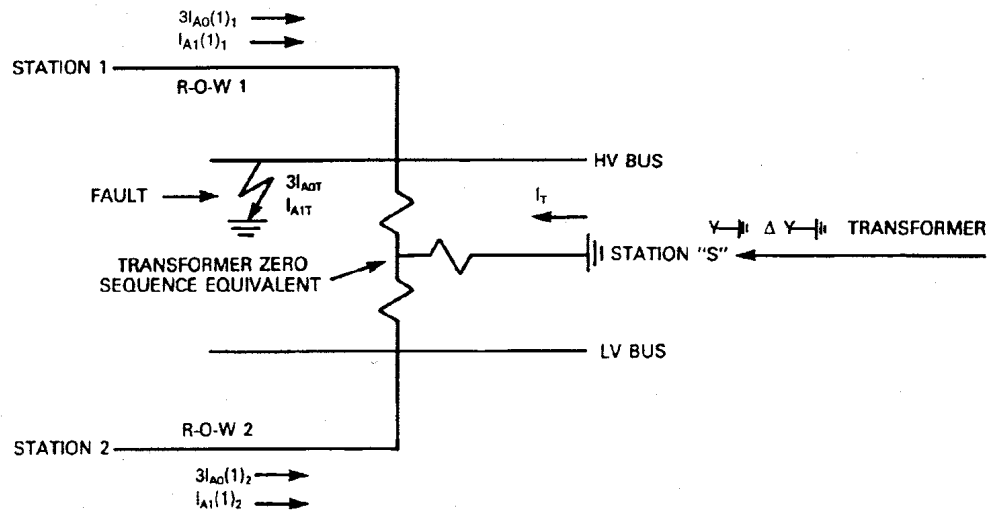 3I_A0(1)_1
I_A1(1)_1
STATION 1
R-O-W 1
HV BUS
FAULT
3I_A0T
I_A1T
I_T
Y Δ Y TRANSFORMER
STATION "S"
TRANSFORMER ZERO
SEQUENCE EQUIVALENT
LV BUS
R-O-W 2
STATION 2
3I_A0(1)_2
I_A1(1)_2